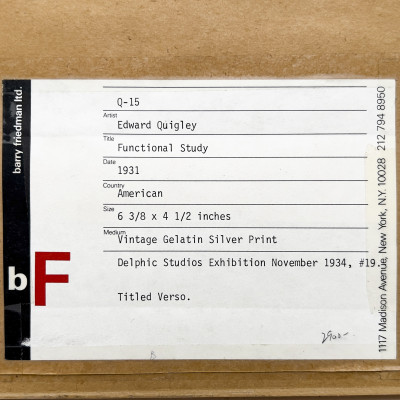 barry friedman ltd.
bF
Q-15
Artist
Edward Quigley
Title
Functional Study
Date
1931
Country
American
Size
6 3/8 x 4 1/2 inches
Medium
Vintage Gelatin Silver Print
Delphic Studios Exhibition November 1934, #19.
Titled Verso.
1117 Madison Avenue, New York, N.Y. 10028 212 794 8950
B